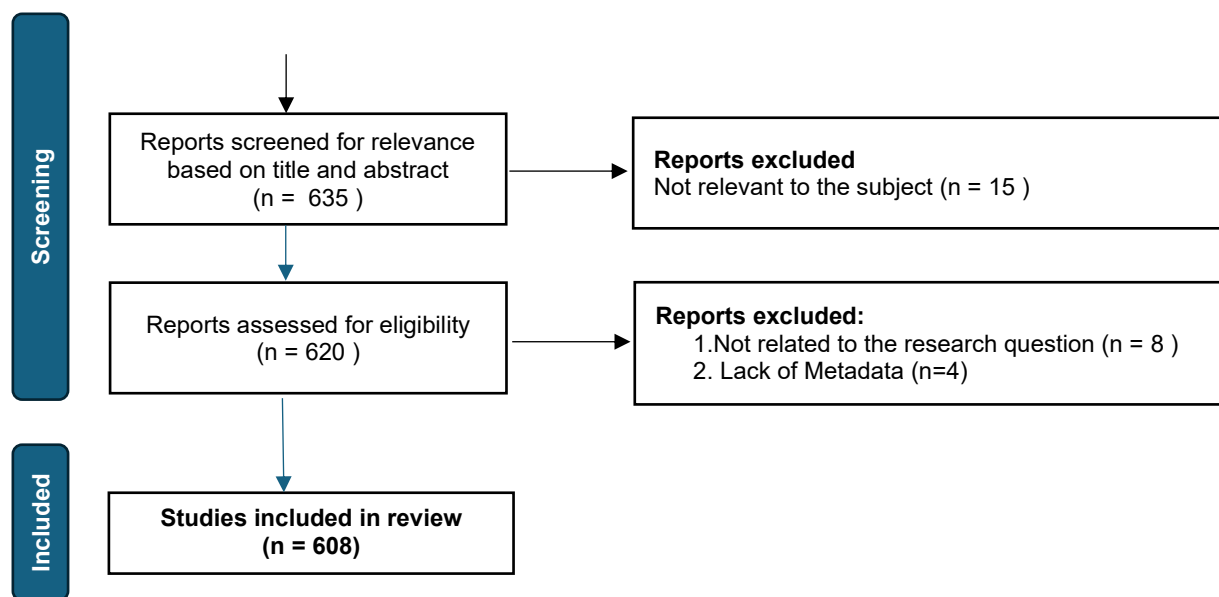 Screening
Reports screened for relevance
based on title and abstract
(n = 635 )
Reports excluded
Not relevant to the subject (n = 15 )
Reports assessed for eligibility
(n = 620 )
Reports excluded:
1.Not related to the research question (n = 8 )
2. Lack of Metadata (n=4)
Included
Studies included in review
(n = 608)